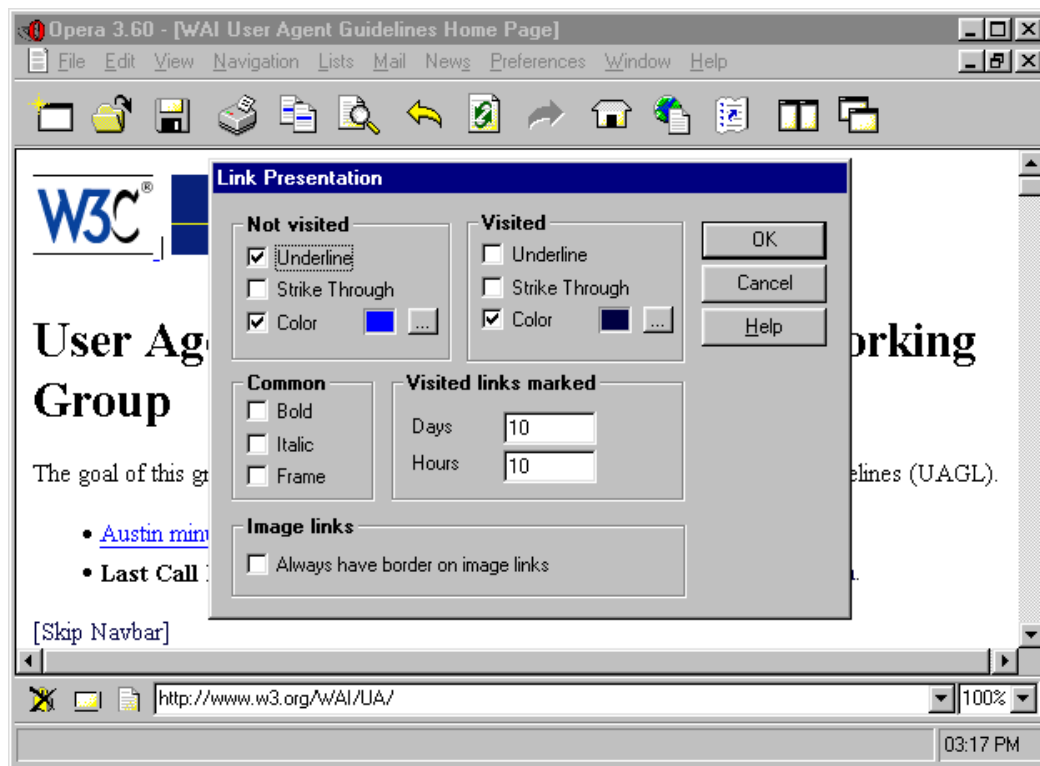 Opera 3.60 - [WAI User Agent Guidelines Home Page]
File Edit View Navigation Lists Mail News Preferences Window Help
W3C®
Link Presentation
Not visited
Underline
Strike Through
Color ...
Visited
Underline
Strike Through
Color ...
OK
Cancel
Help
Common
Bold
Italic
Frame
Visited links marked
Days 10
Hours 10
Image links
Always have border on image links
User Ag orking
Group
The goal of this gr elines (UAGL).
• Austin minu
• Last Call
[Skip Navbar]
http://www.w3.org/WAI/UA/ 100%
03:17 PM